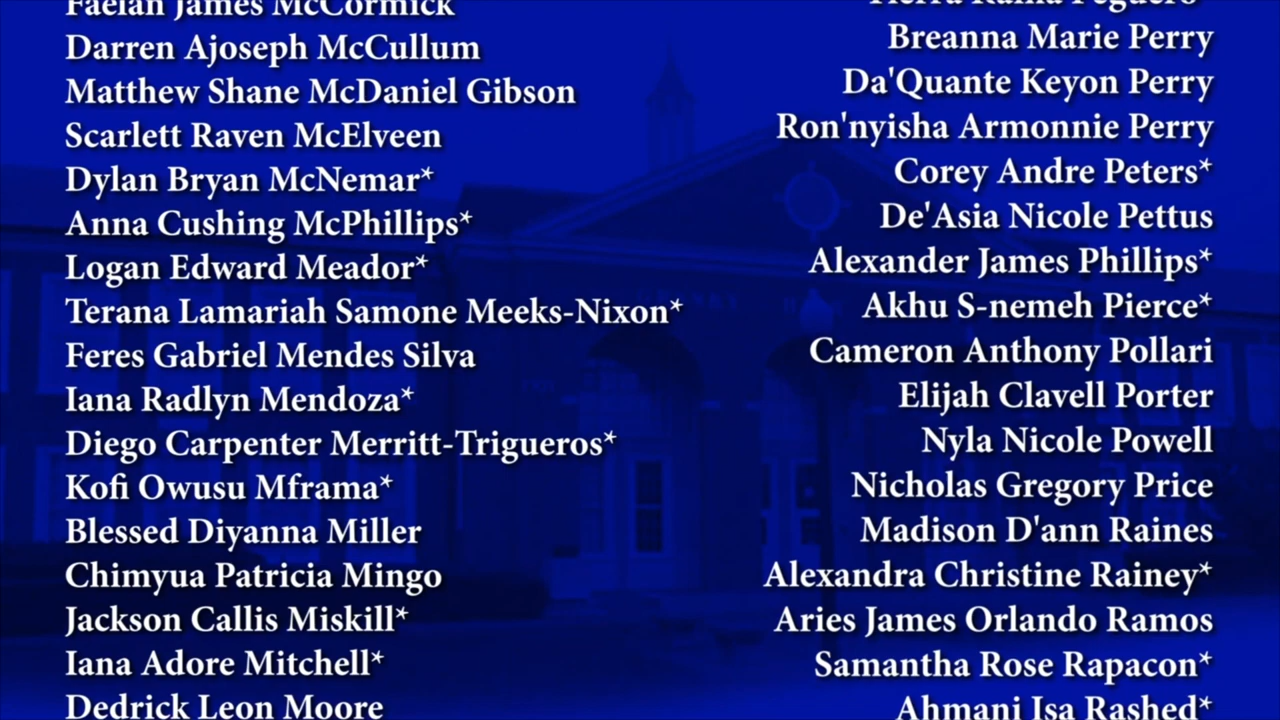 Faelan James McCormick
Darren Ajoseph McCullum
Matthew Shane McDaniel Gibson
Scarlett Raven McElveen
Dylan Bryan McNemar*
Anna Cushing McPhillips*
Logan Edward Meador*
Terana Lamariah Samone Meeks-Nixon*
Feres Gabriel Mendes Silva
Iana Radlyn Mendoza*
Diego Carpenter Merritt-Trigueros*
Kofi Owusu Mframa*
Blessed Diyanna Miller
Chimyua Patricia Mingo
Jackson Callis Miskill*
Iana Adore Mitchell*
Dedrick Leon Moore
Breanna Marie Perry
Da'Quante Keyon Perry
Ron'nyisha Armonnie Perry
Corey Andre Peters*
De'Asia Nicole Pettus
Alexander James Phillips*
Akhu S-nemeh Pierce*
Cameron Anthony Pollari
Elijah Clavell Porter
Nyla Nicole Powell
Nicholas Gregory Price
Madison D'ann Raines
Alexandra Christine Rainey*
Aries James Orlando Ramos
Samantha Rose Rapacon*
Ahmani Isa Rashed*